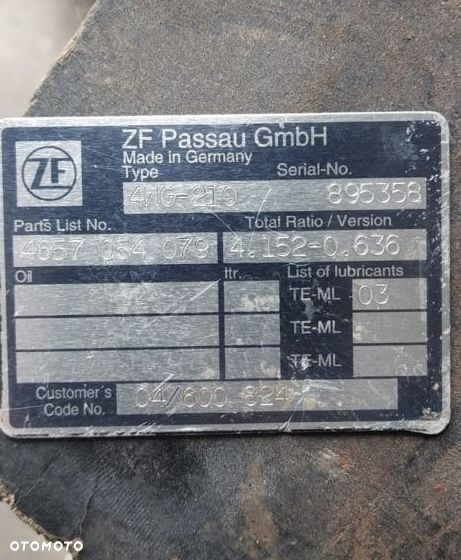 ZF
ZF Passau GmbH
Made in Germany
Type Serial-No.
4WG-210 / 895358
Parts List No. Total Ratio / Version
4657 054 079 4.152-0.636
Oil ltr. List of lubricants
TE-ML 03
TE-ML
TE-ML
Customer's
Code No. 04/600 824
OTOMOTO